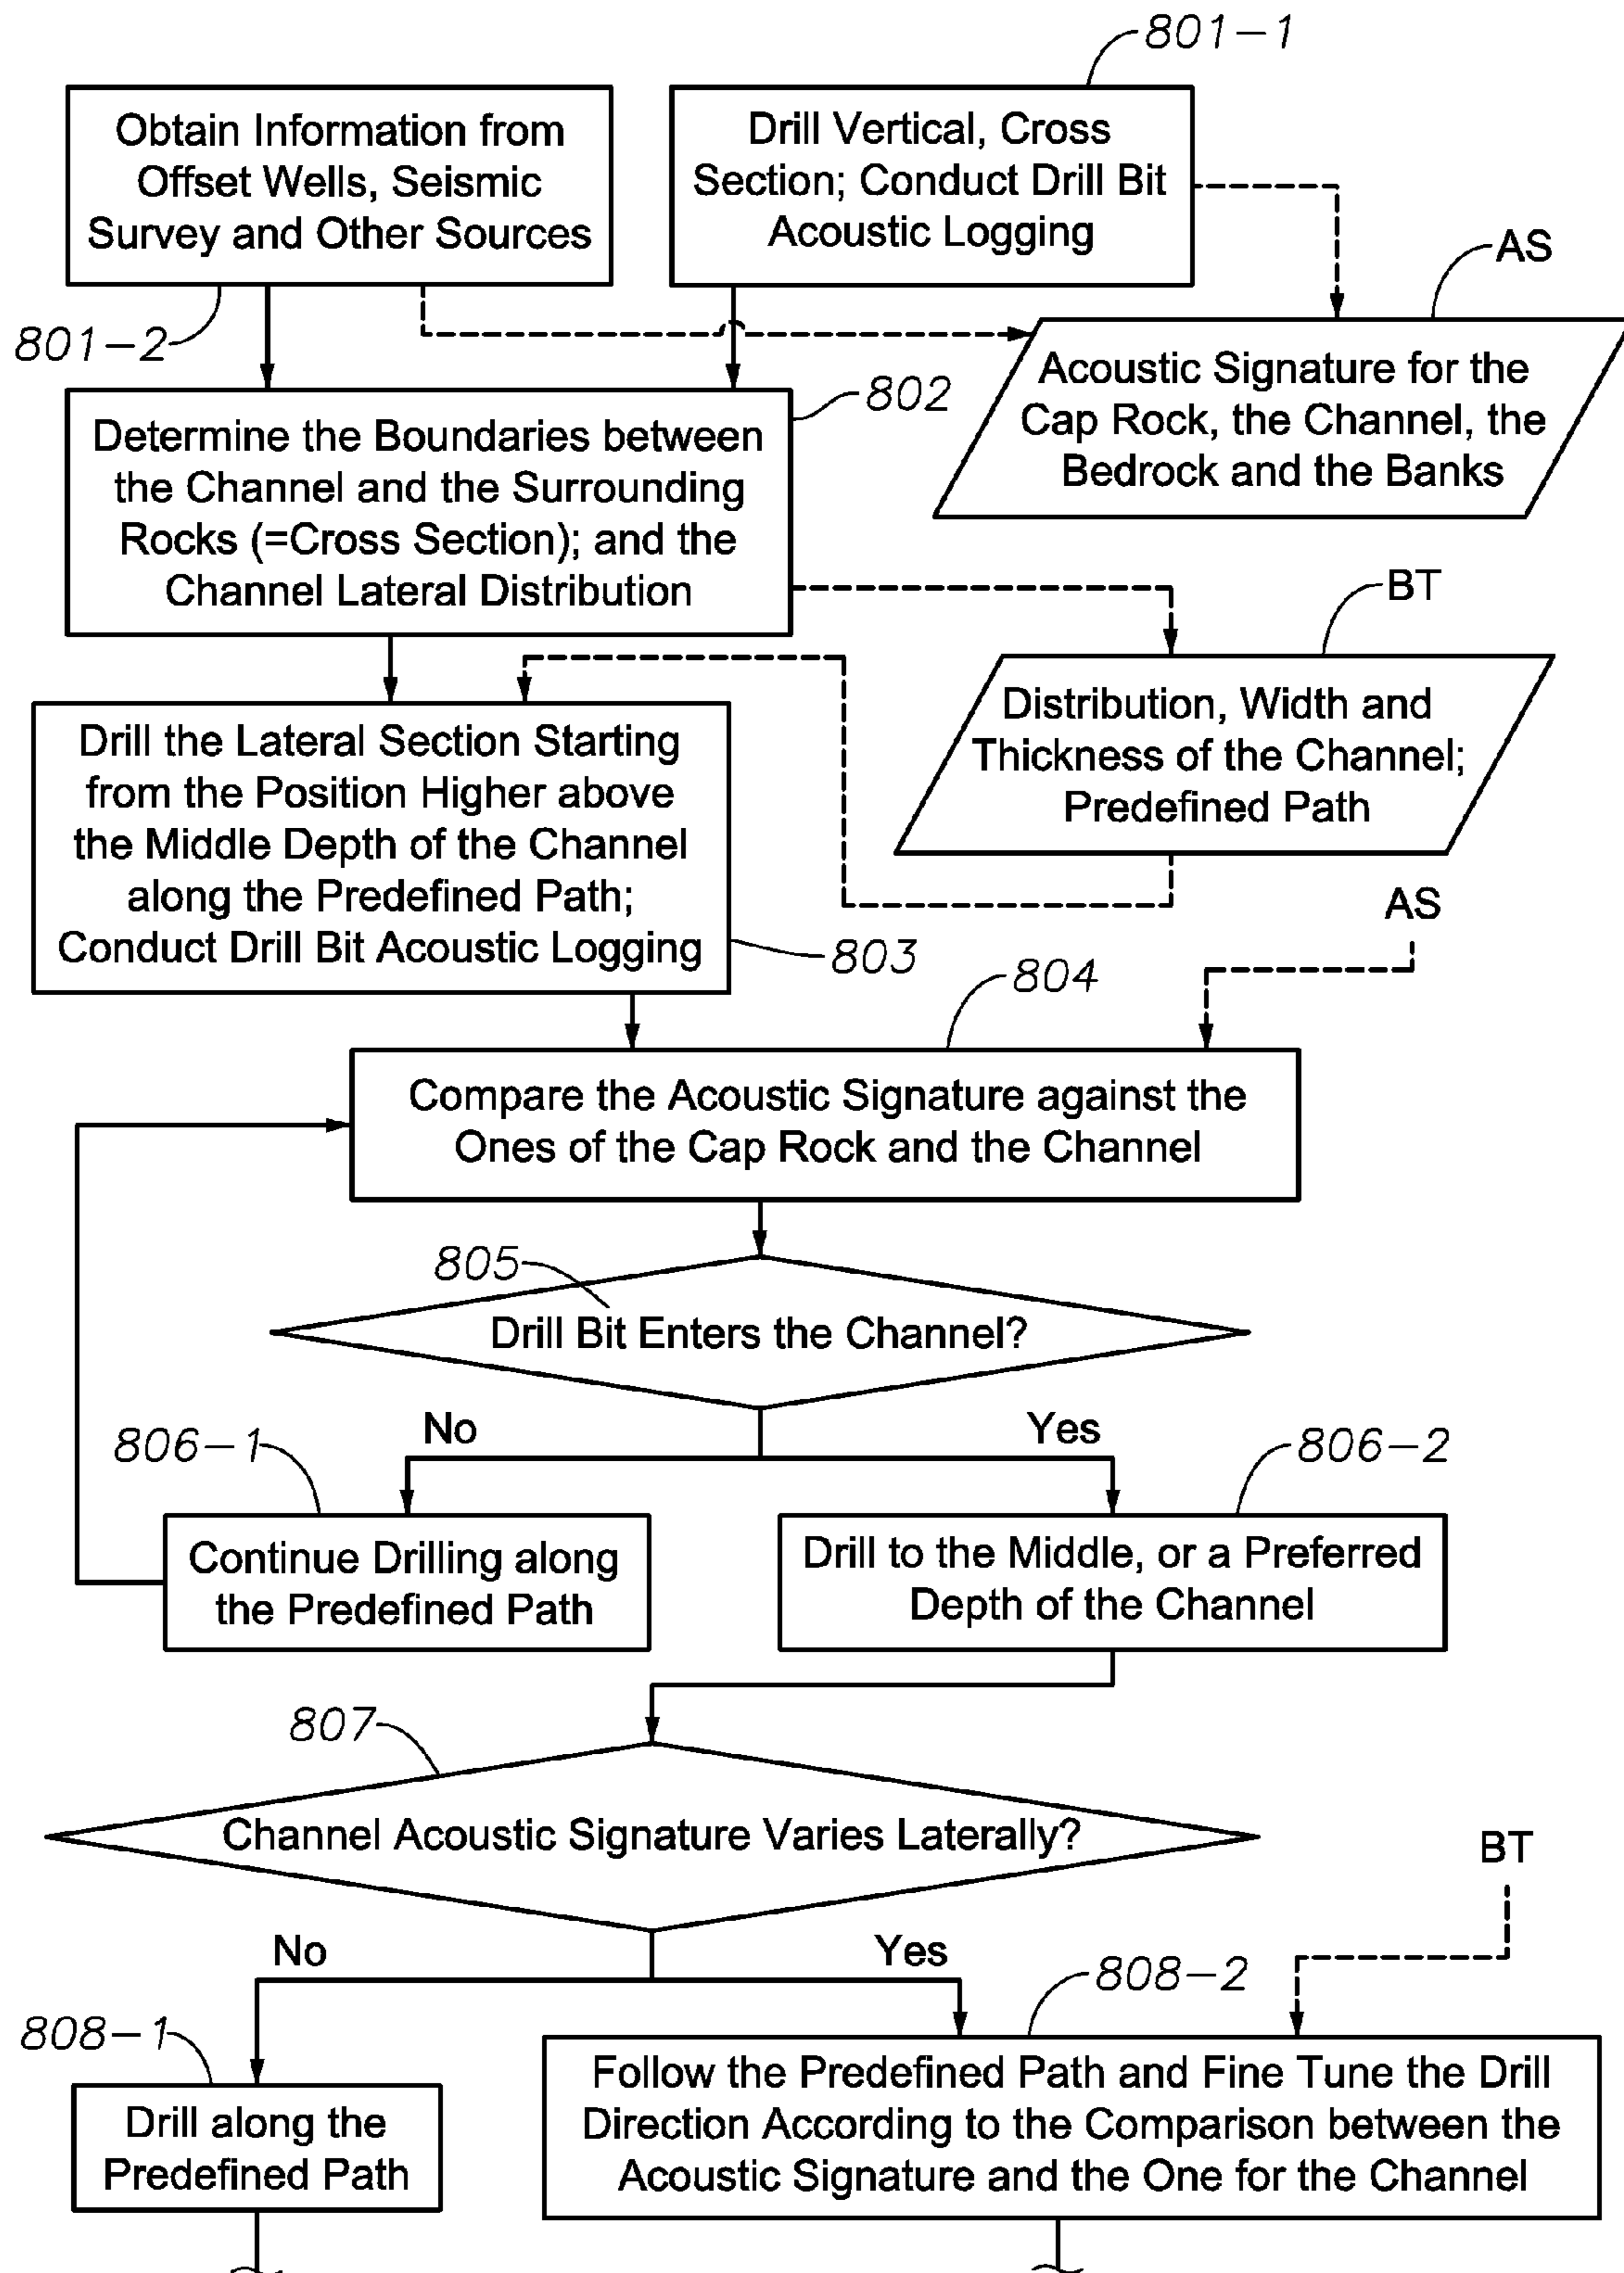 801-1
Obtain Information from
Offset Wells, Seismic
Survey and Other Sources
Drill Vertical, Cross
Section; Conduct Drill Bit
Acoustic Logging
AS
801-2
Acoustic Signature for the
Cap Rock, the Channel, the
Bedrock and the Banks
802
Determine the Boundaries between
the Channel and the Surrounding
Rocks (=Cross Section); and the
Channel Lateral Distribution
BT
Distribution, Width and
Thickness of the Channel;
Predefined Path
Drill the Lateral Section Starting
from the Position Higher above
the Middle Depth of the Channel
along the Predefined Path;
Conduct Drill Bit Acoustic Logging
803
AS
804
Compare the Acoustic Signature against the
Ones of the Cap Rock and the Channel
805
Drill Bit Enters the Channel?
No
Yes
806-1
806-2
Continue Drilling along
the Predefined Path
Drill to the Middle, or a Preferred
Depth of the Channel
807
Channel Acoustic Signature Varies Laterally?
BT
No
Yes
808-2
808-1
Drill along the
Predefined Path
Follow the Predefined Path and Fine Tune the Drill
Direction According to the Comparison between the
Acoustic Signature and the One for the Channel